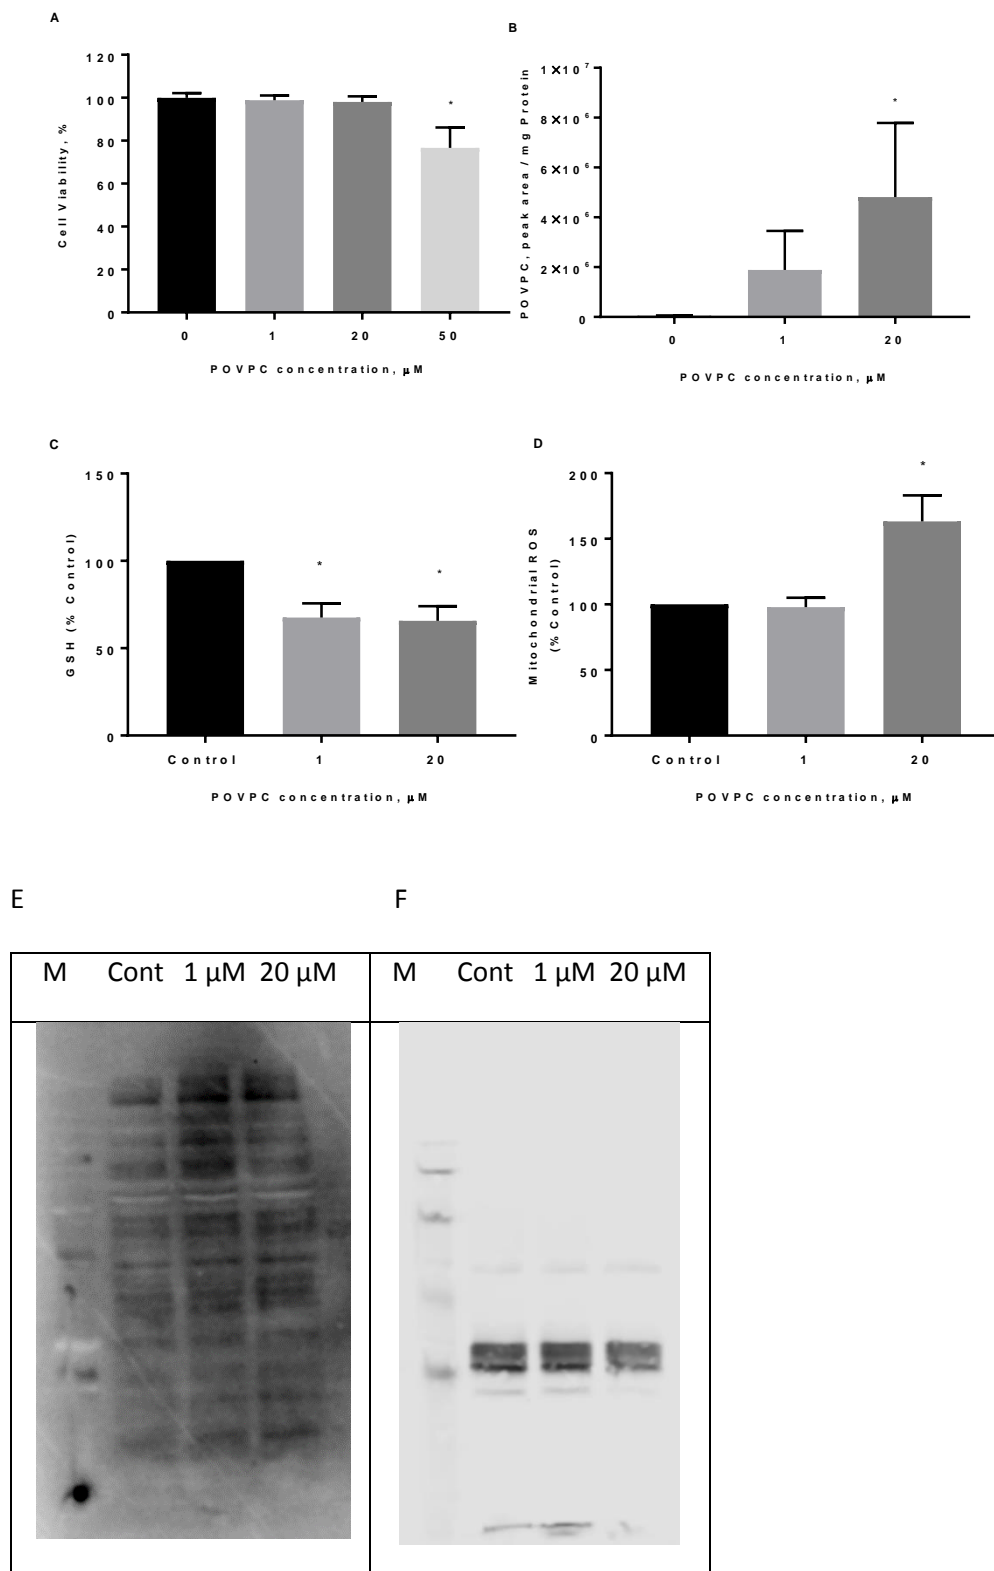 A
120
100
80
60
40
20
0
Cell Viability, %
*
0 1 20 50
POVPC concentration, μM
B
1×10⁷
8×10⁶
6×10⁶
4×10⁶
2×10⁶
0
POVPC, peak area / mg Protein
*
0 1 20
POVPC concentration, μM
C
150
100
50
0
GSH (% Control)
* *
Control 1 20
POVPC concentration, μM
D
200
150
100
50
0
Mitochondrial ROS
(% Control)
*
Control 1 20
POVPC concentration, μM
E
M Cont 1 μM 20 μM
F
M Cont 1 μM 20 μM